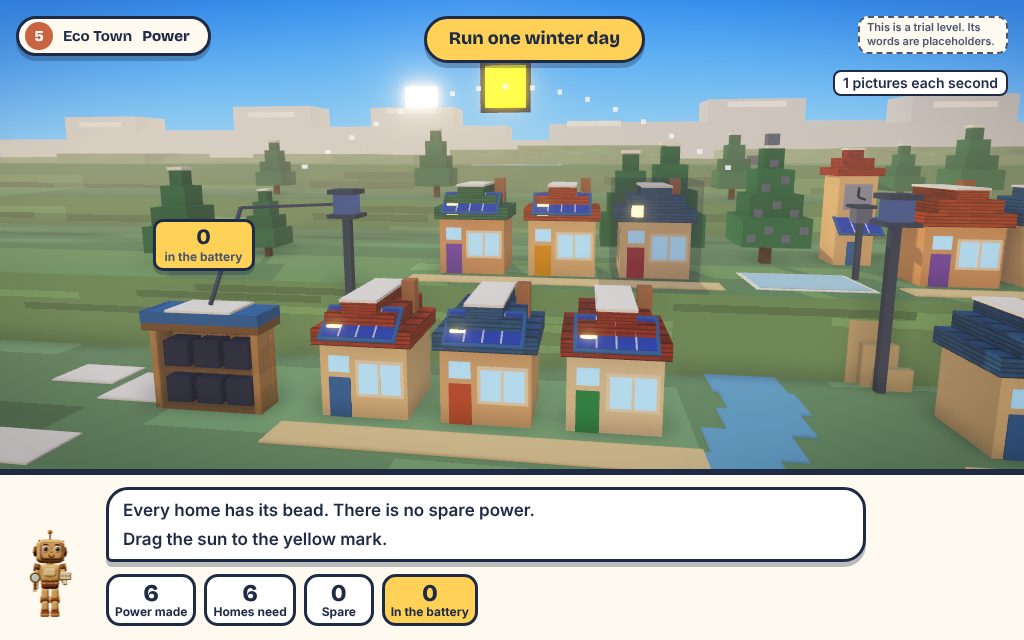 5 Eco Town Power
Run one winter day
This is a trial level. Its
words are placeholders.
1 pictures each second
0
in the battery
Every home has its bead. There is no spare power.
Drag the sun to the yellow mark.
6
Power made
6
Homes need
0
Spare
0
In the battery